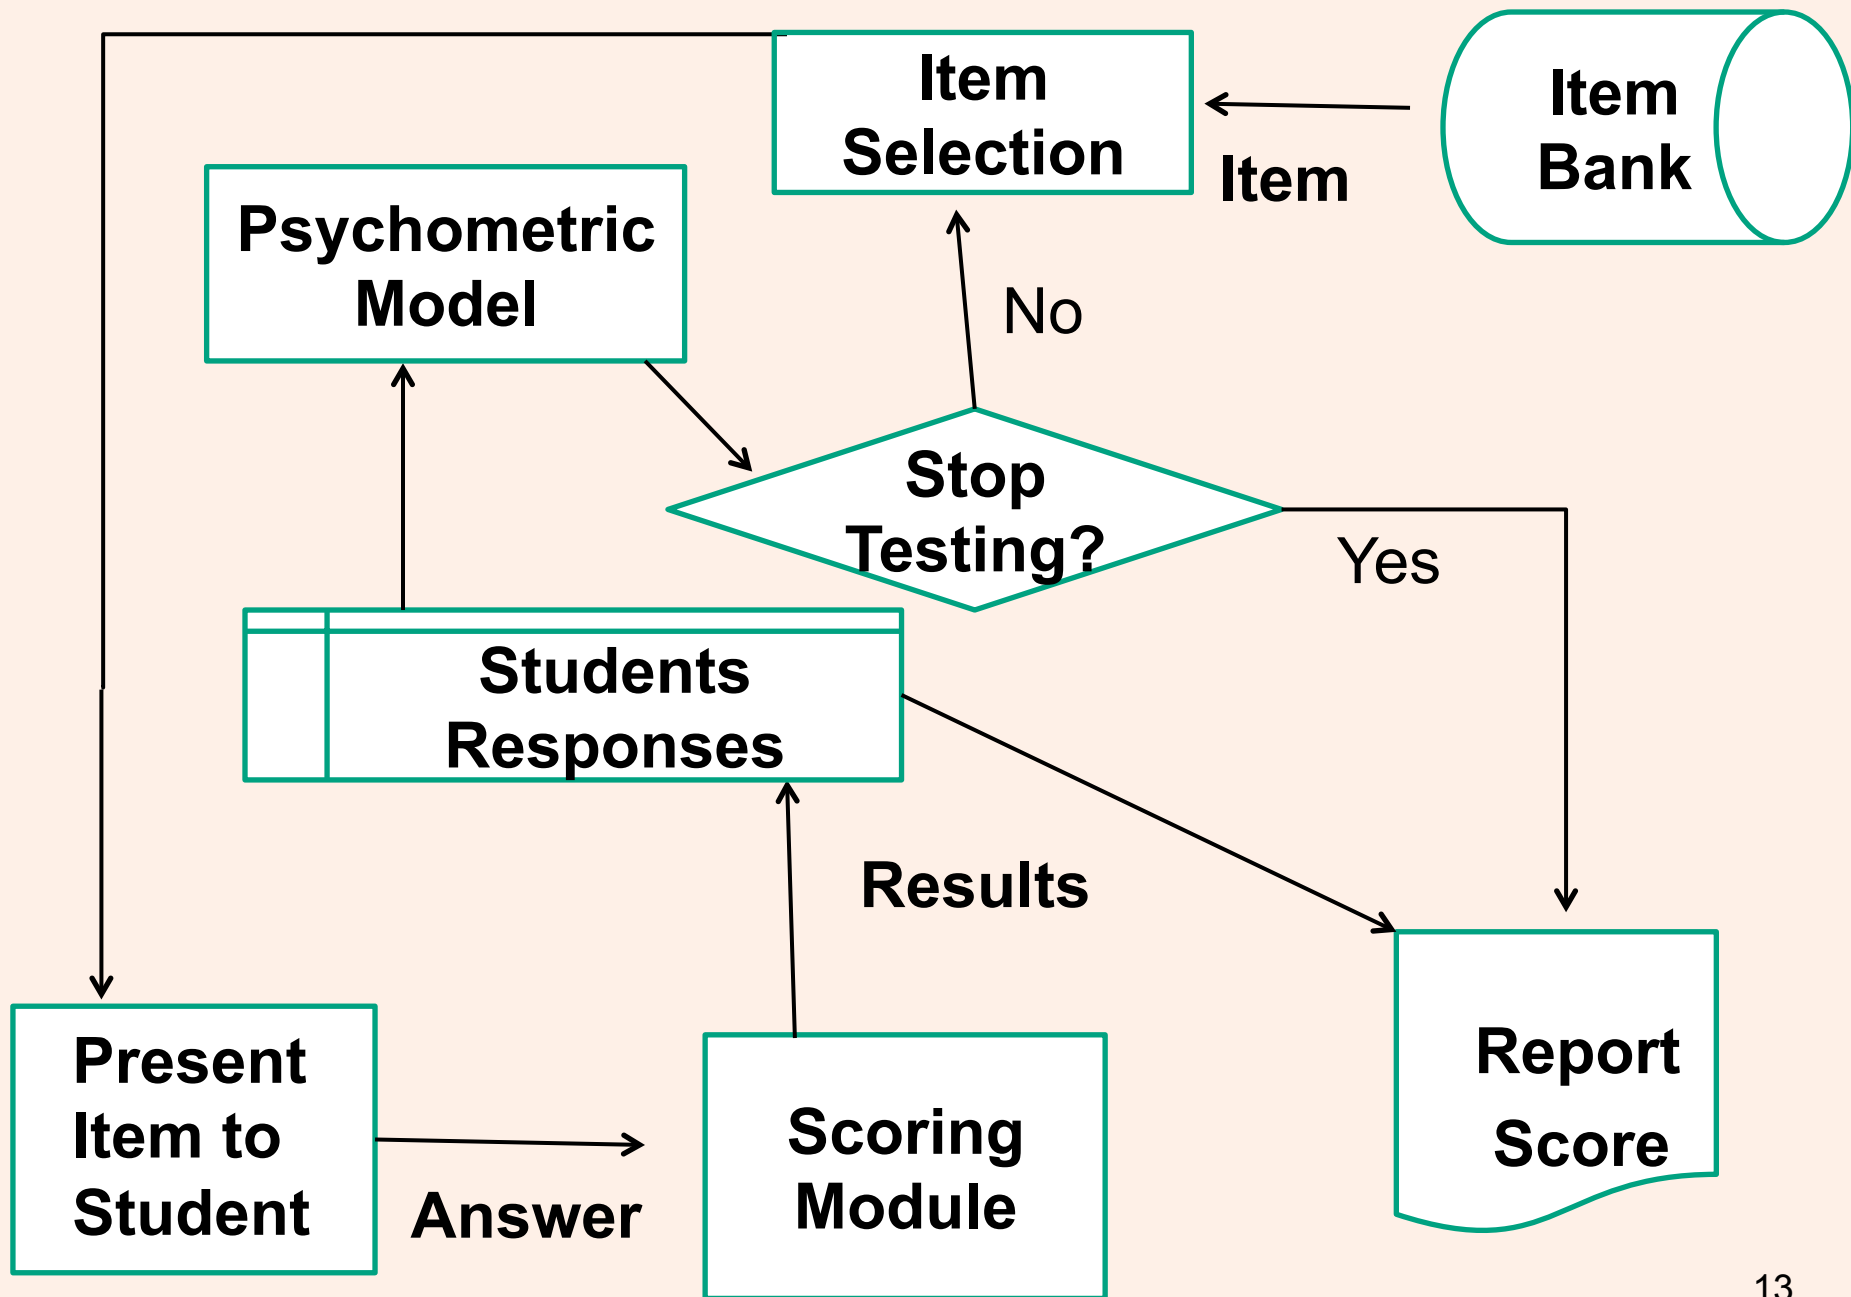 Item
Selection
Item
Bank
Item
Psychometric
Model
No
Stop
Testing?
Yes
Students
Responses
Results
Present
Item to
Student
Answer
Scoring
Module
Report
Score
13